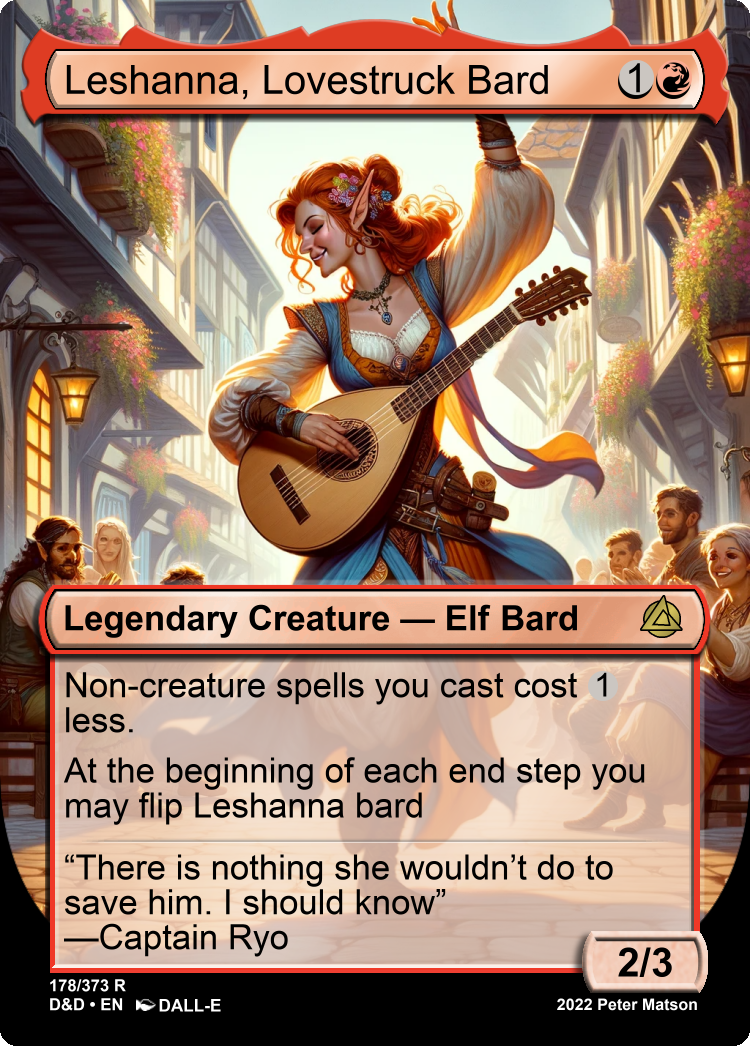 Leshanna, Lovestruck Bard 1
Legendary Creature — Elf Bard
Non-creature spells you cast cost 1
less.
At the beginning of each end step you
may flip Leshanna bard
“There is nothing she wouldn’t do to
save him. I should know”
—Captain Ryo
2/3
178/373 R
D&D • EN DALL-E
2022 Peter Matson